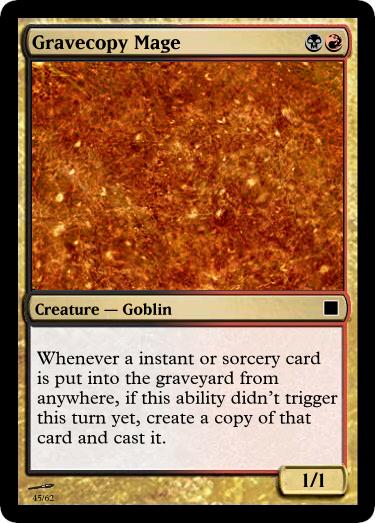 Gravecopy Mage
Creature — Goblin
Whenever a instant or sorcery card
is put into the graveyard from
anywhere, if this ability didn't trigger
this turn yet, create a copy of that
card and cast it.
1/1
45/62